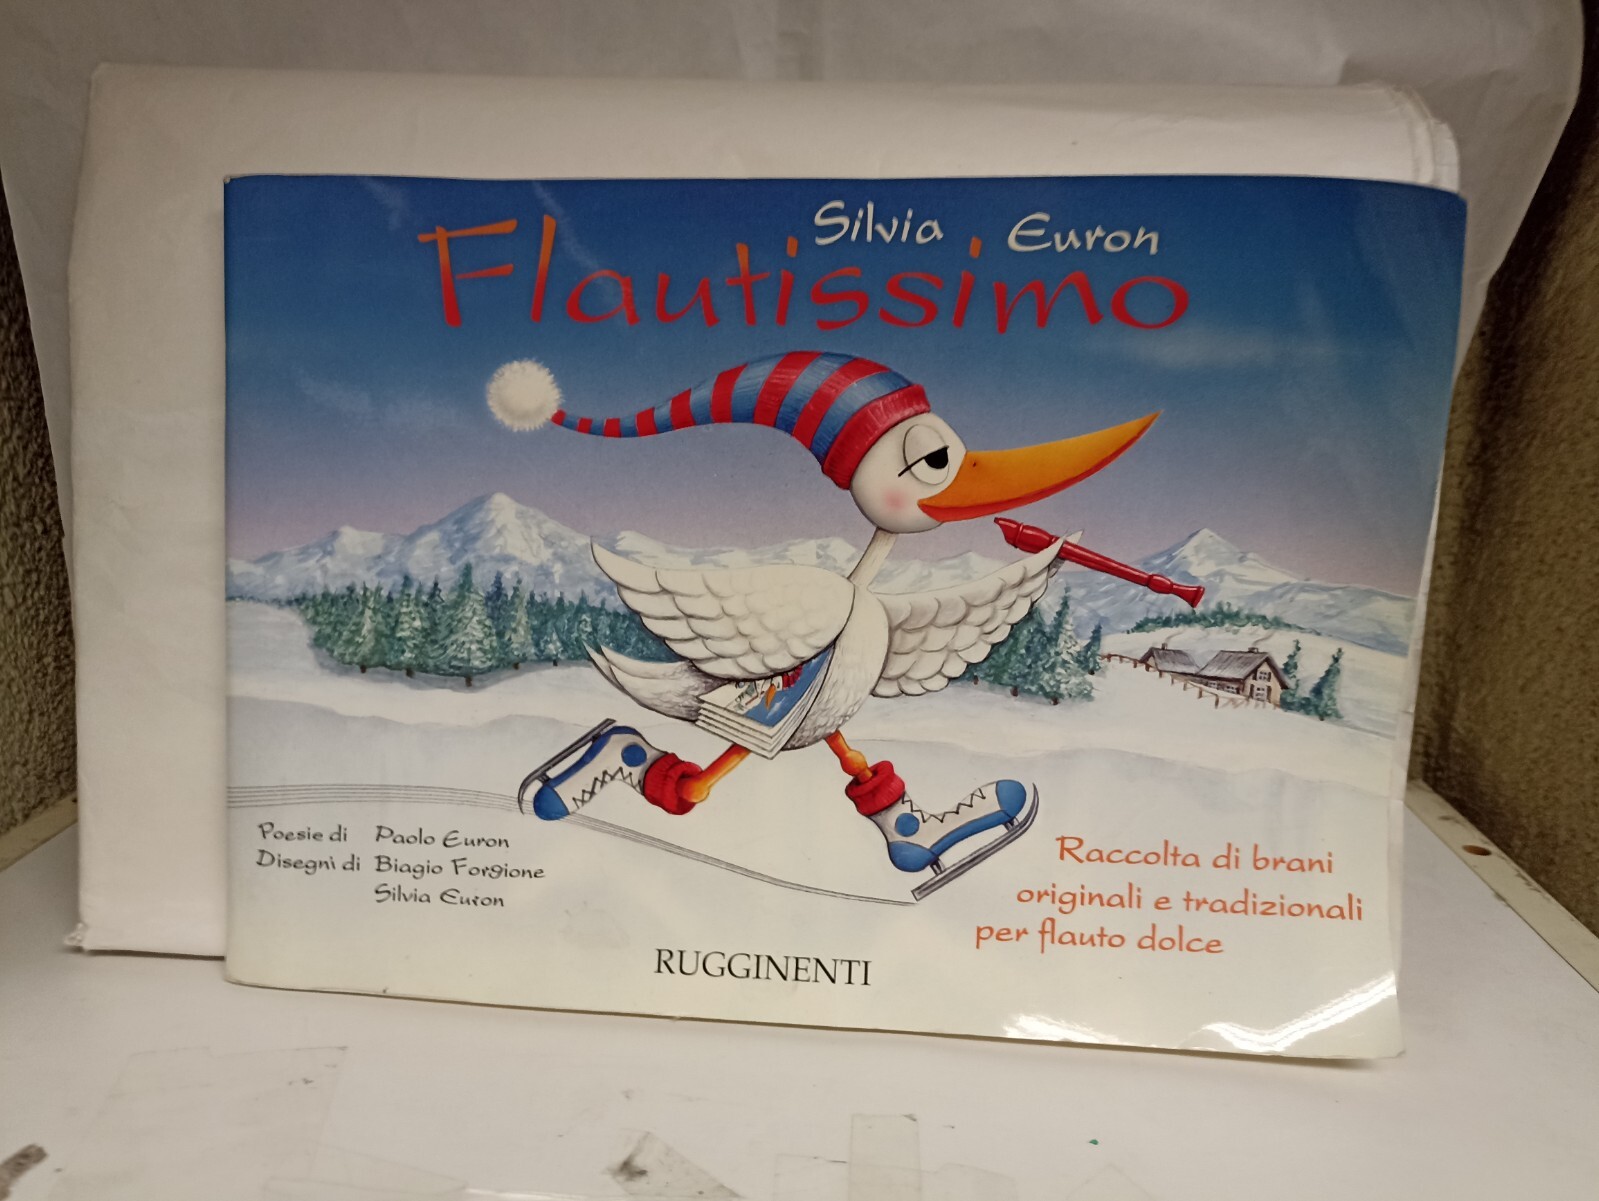 Silvia Euron
Flautissimo
Poesie di Paolo Euron
Disegni di Biagio Forgione
Silvia Euron
Raccolta di brani
originali e tradizionali
per flauto dolce
RUGGINENTI